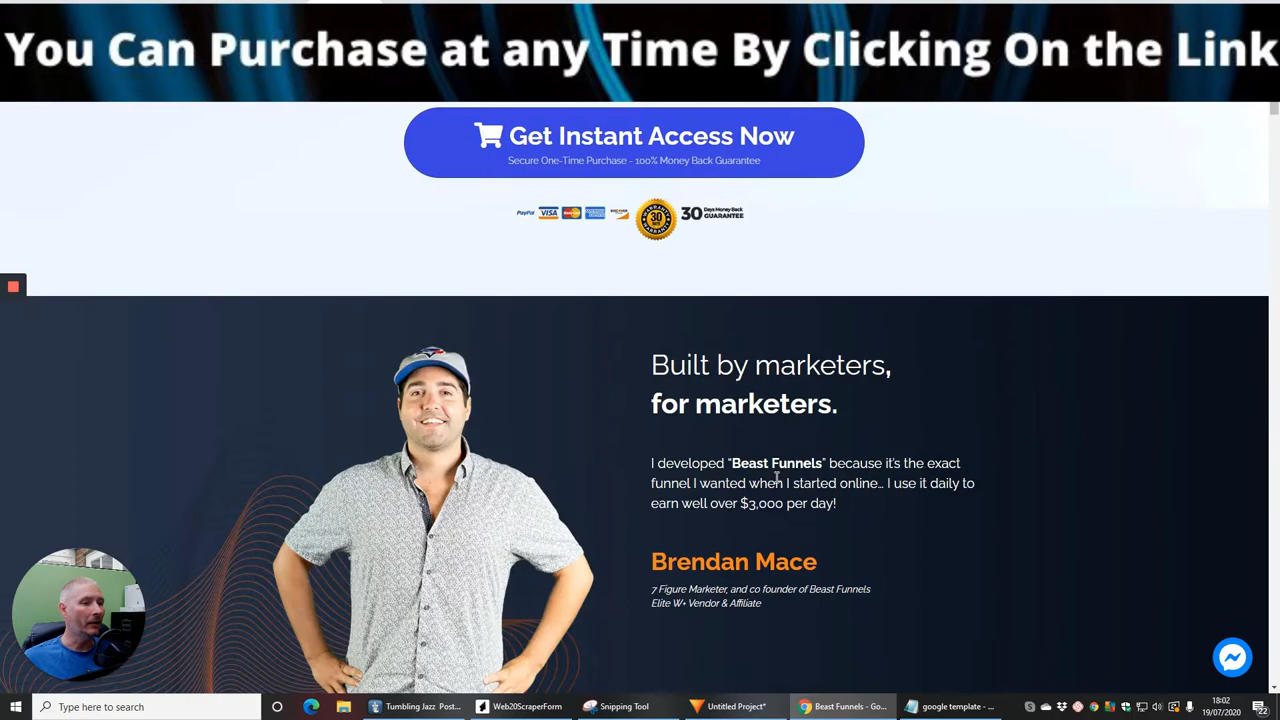 You Can Purchase at any Time By Clicking On the Link
Get Instant Access Now
Secure One-Time Purchase - 100% Money Back Guarantee
PayPal VISA 30 Days Money Back
GUARANTEE
Built by marketers,
for marketers.
I developed “Beast Funnels” because it's the exact
funnel I wanted when I started online... I use it daily to
earn well over $3,000 per day!
Brendan Mace
7 Figure Marketer, and co founder of Beast Funnels
Elite W+ Vendor & Affiliate
Type here to search
Tumbling Jazz Post...
Web20ScraperForm
Snipping Tool
Untitled Project*
Beast Funnels - Go...
google template - ...
18:02
19/07/2020
22